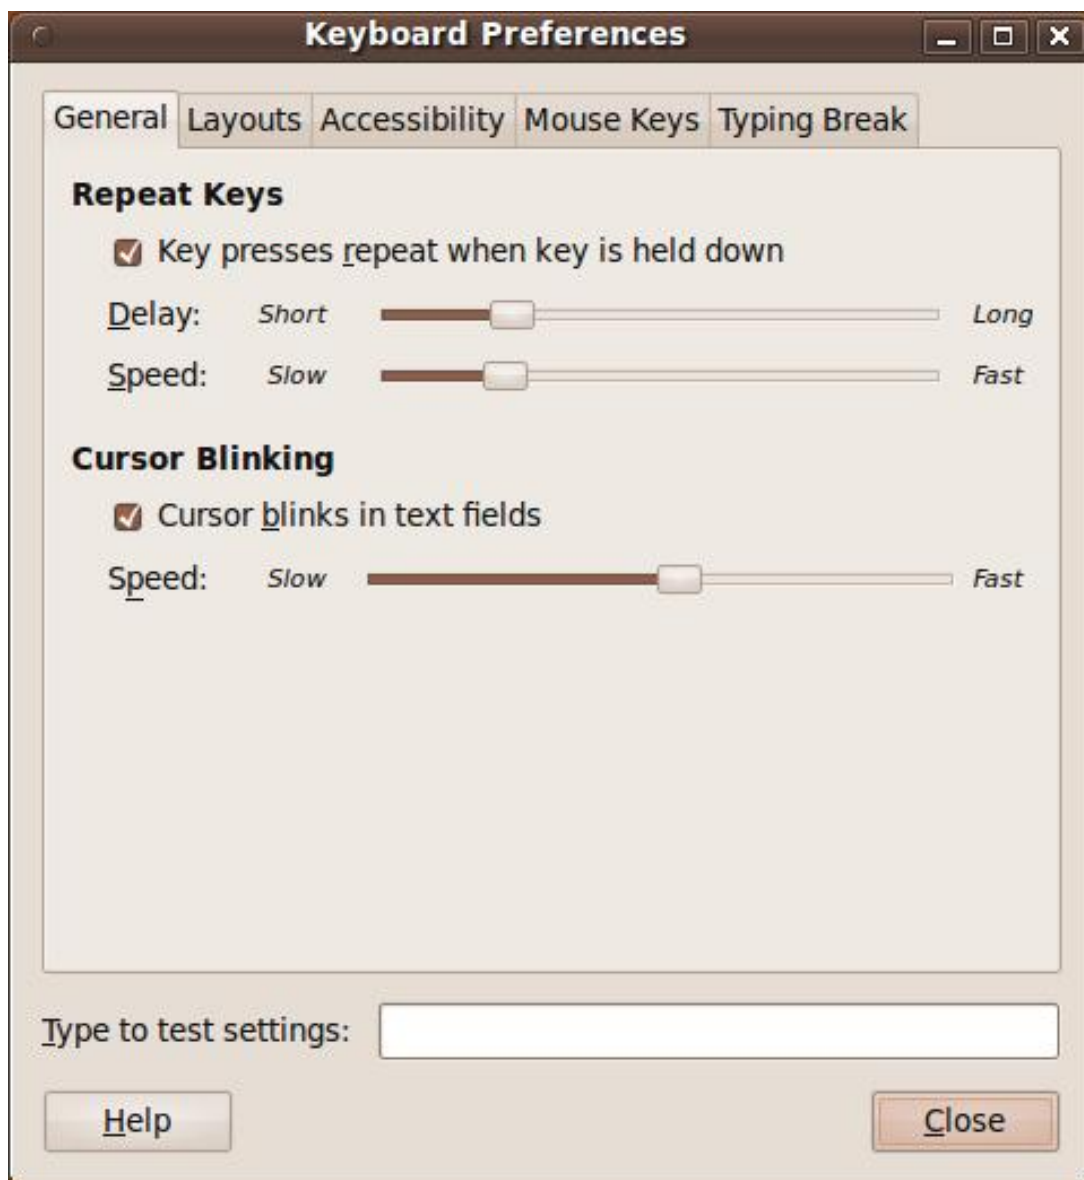 Keyboard Preferences
General Layouts Accessibility Mouse Keys Typing Break
Repeat Keys
Key presses repeat when key is held down
Delay: Short Long
Speed: Slow Fast
Cursor Blinking
Cursor blinks in text fields
Speed: Slow Fast
Type to test settings:
Help Close